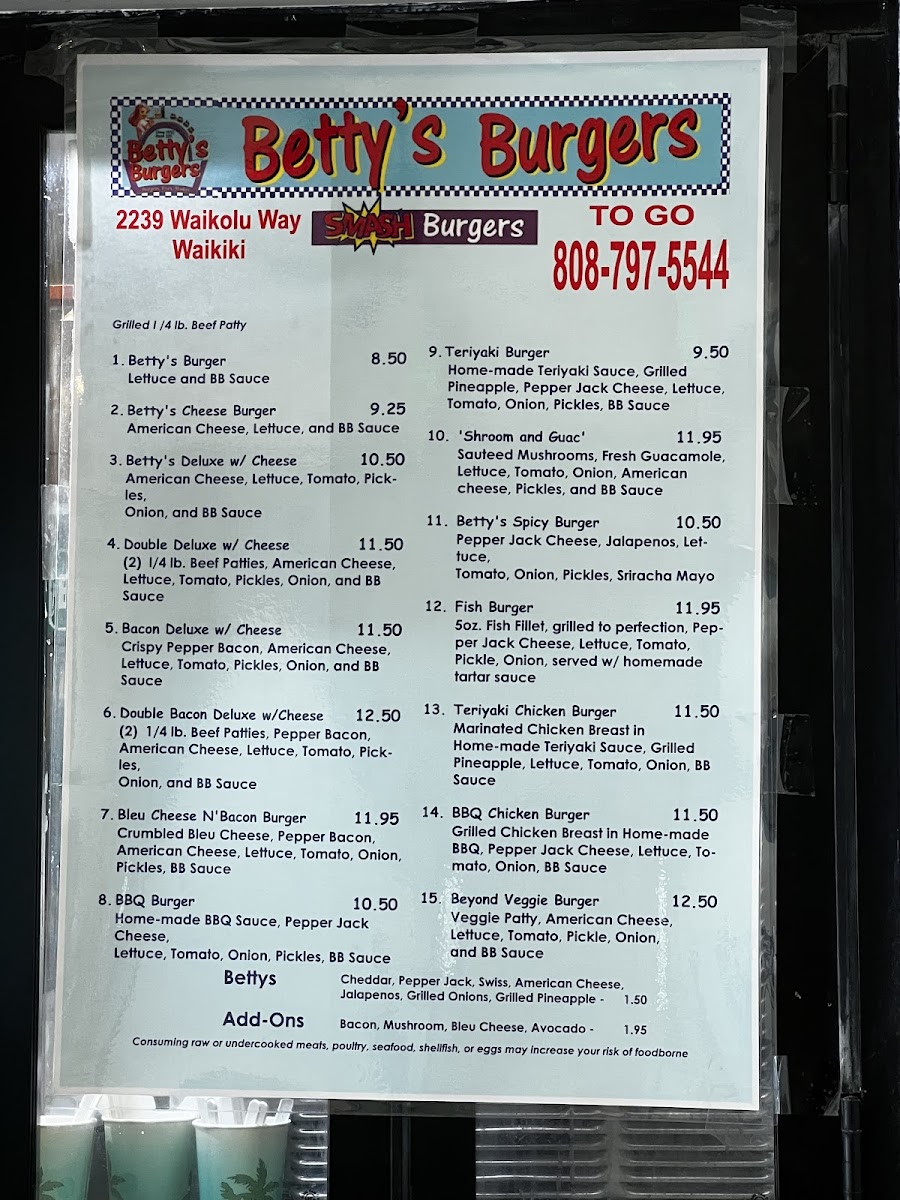 Betty's Burgers
Betty's
Burgers
2239 Waikolu Way
Waikiki
SMASH Burgers
TO GO
808-797-5544
Grilled 1/4 lb. Beef Patty
1. Betty's Burger 8.50
Lettuce and BB Sauce
2. Betty's Cheese Burger 9.25
American Cheese, Lettuce, and BB Sauce
3. Betty's Deluxe w/ Cheese 10.50
American Cheese, Lettuce, Tomato, Pick-
les,
Onion, and BB Sauce
4. Double Deluxe w/ Cheese 11.50
(2) 1/4 lb. Beef Patties, American Cheese,
Lettuce, Tomato, Pickles, Onion, and BB
Sauce
5. Bacon Deluxe w/ Cheese 11.50
Crispy Pepper Bacon, American Cheese,
Lettuce, Tomato, Pickles, Onion, and BB
Sauce
6. Double Bacon Deluxe w/Cheese 12.50
(2) 1/4 lb. Beef Patties, Pepper Bacon,
American Cheese, Lettuce, Tomato, Pick-
les,
Onion, and BB Sauce
7. Bleu Cheese N'Bacon Burger 11.95
Crumbled Bleu Cheese, Pepper Bacon,
American Cheese, Lettuce, Tomato, Onion,
Pickles, BB Sauce
8. BBQ Burger 10.50
Home-made BBQ Sauce, Pepper Jack
Cheese,
Lettuce, Tomato, Onion, Pickles, BB Sauce
9. Teriyaki Burger 9.50
Home-made Teriyaki Sauce, Grilled
Pineapple, Pepper Jack Cheese, Lettuce,
Tomato, Onion, Pickles, BB Sauce
10. 'Shroom and Guac' 11.95
Sauteed Mushrooms, Fresh Guacamole,
Lettuce, Tomato, Onion, American
cheese, Pickles, and BB Sauce
11. Betty's Spicy Burger 10.50
Pepper Jack Cheese, Jalapenos, Let-
tuce,
Tomato, Onion, Pickles, Sriracha Mayo
12. Fish Burger 11.95
5oz. Fish Fillet, grilled to perfection, Pep-
per Jack Cheese, Lettuce, Tomato,
Pickle, Onion, served w/ homemade
tartar sauce
13. Teriyaki Chicken Burger 11.50
Marinated Chicken Breast in
Home-made Teriyaki Sauce, Grilled
Pineapple, Lettuce, Tomato, Onion, BB
Sauce
14. BBQ Chicken Burger 11.50
Grilled Chicken Breast in Home-made
BBQ, Pepper Jack Cheese, Lettuce, To-
mato, Onion, BB Sauce
15. Beyond Veggie Burger 12.50
Veggie Patty, American Cheese,
Lettuce, Tomato, Pickle, Onion,
and BB Sauce
Bettys
Add-Ons
Cheddar, Pepper Jack, Swiss, American Cheese,
Jalapenos, Grilled Onions, Grilled Pineapple - 1.50
Bacon, Mushroom, Bleu Cheese, Avocado - 1.95
Consuming raw or undercooked meats, poultry, seafood, shellfish, or eggs may increase your risk of foodborne